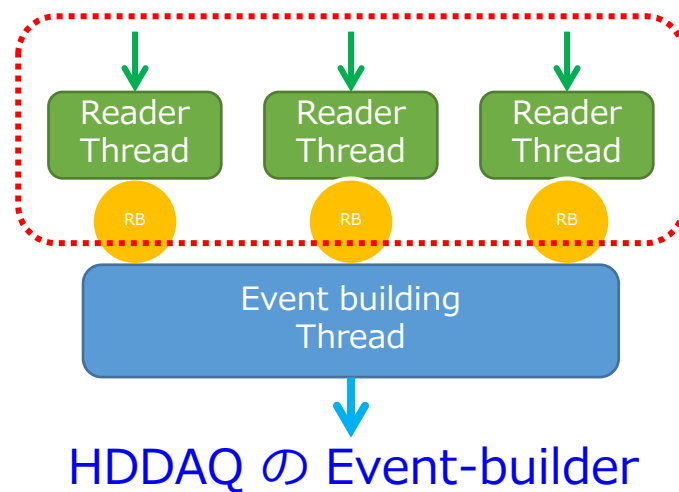 Reader Reader Reader
Thread Thread Thread
RB RB RB
Event building
Thread
HDDAQ の Event-builder